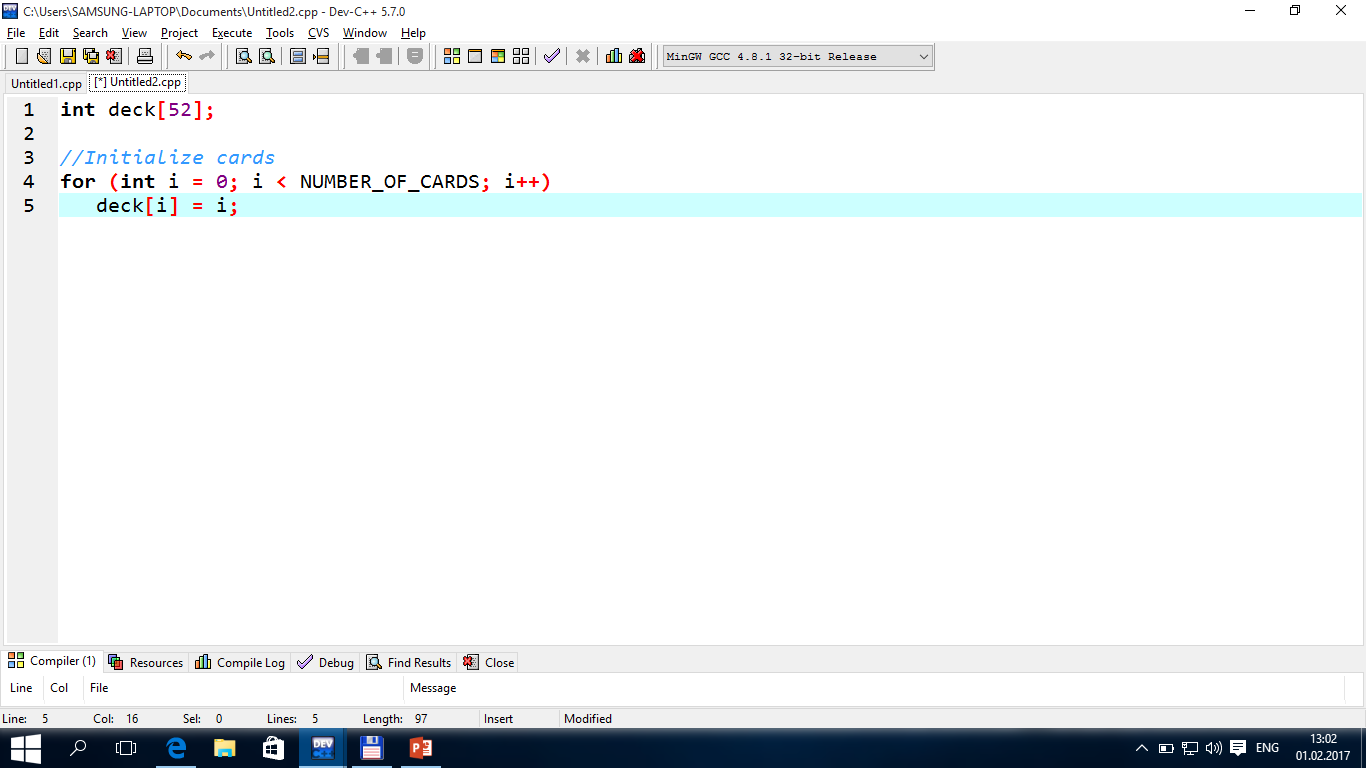 C:\Users\SAMSUNG-LAPTOP\Documents\Untitled2.cpp - Dev-C++ 5.7.0
File Edit Search View Project Execute Tools CVS Window Help
MinGW GCC 4.8.1 32-bit Release
Untitled1.cpp [*] Untitled2.cpp
1 int deck[52];
2
3 //Initialize cards
4 for (int i = 0; i < NUMBER_OF_CARDS; i++)
5    deck[i] = i;
Compiler (1) Resources Compile Log Debug Find Results Close
Line Col File Message
Line: 5 Col: 16 Sel: 0 Lines: 5 Length: 97 Insert Modified
DEV C++ P ENG 13:02
01.02.2017